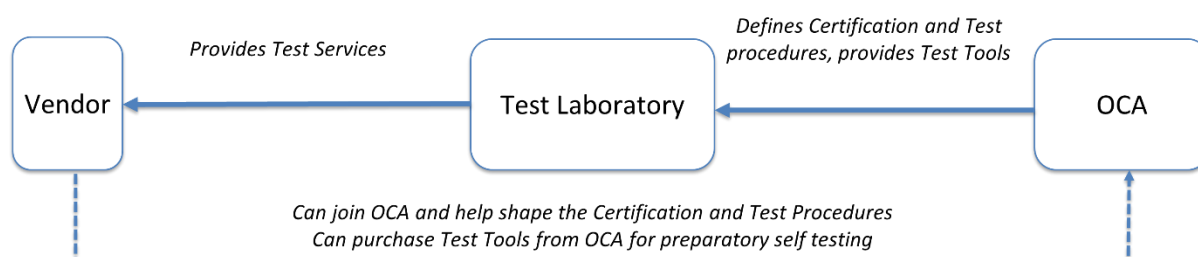 Provides Test Services
Defines Certification and Test
procedures, provides Test Tools
Vendor
Test Laboratory
OCA
Can join OCA and help shape the Certification and Test Procedures
Can purchase Test Tools from OCA for preparatory self testing